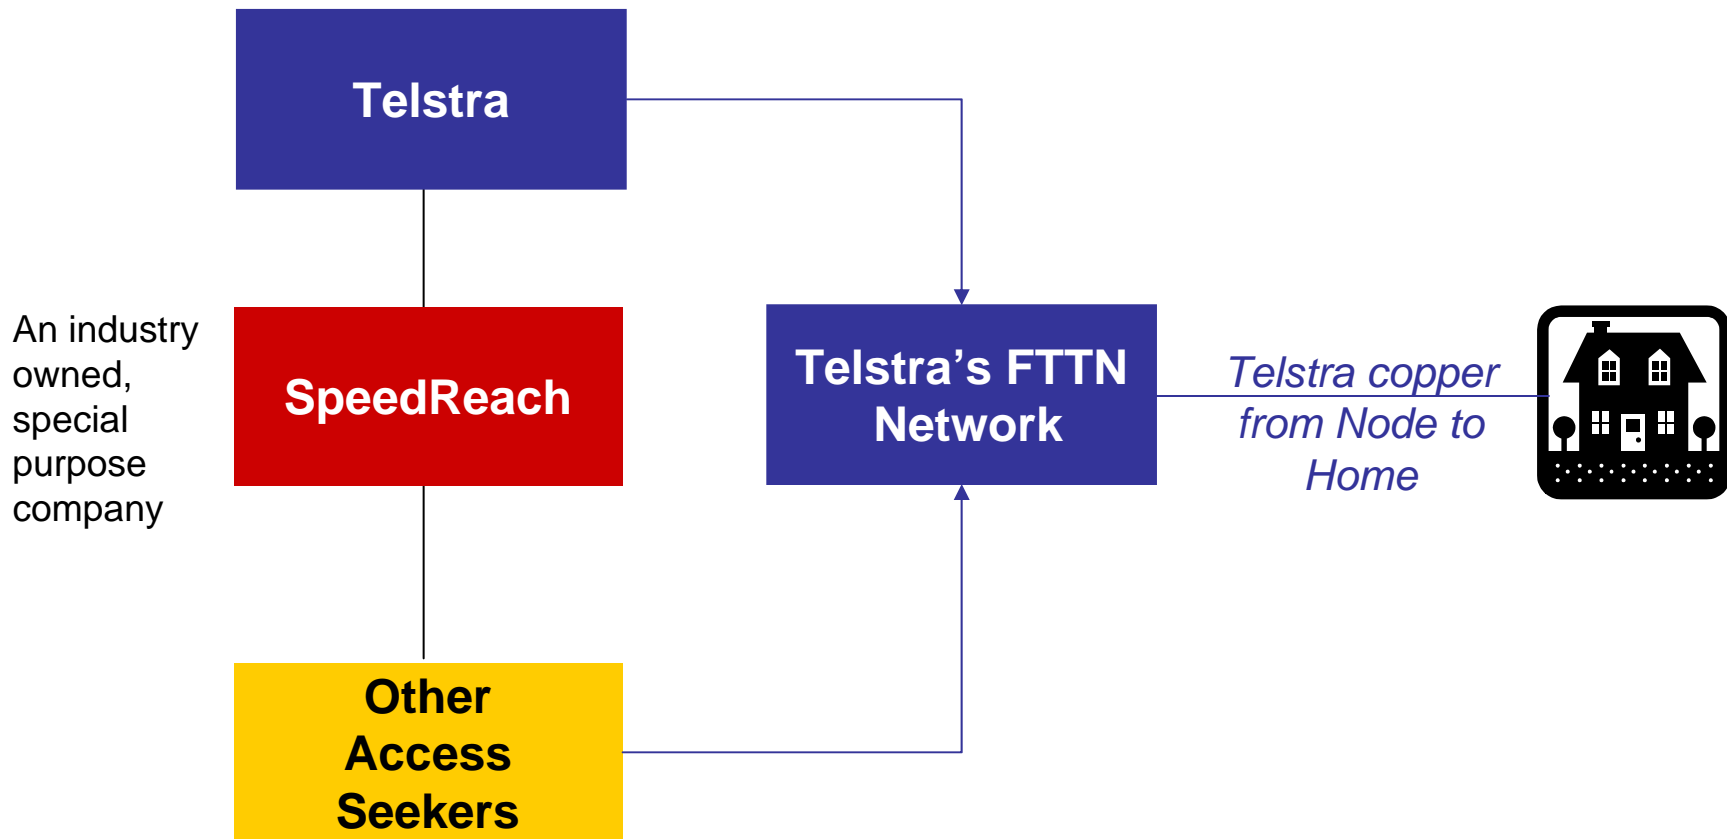 Telstra
An industry
owned,
special
purpose
company
SpeedReach
Telstra’s FTTN
Network
Telstra copper
from Node to
Home
Other
Access
Seekers